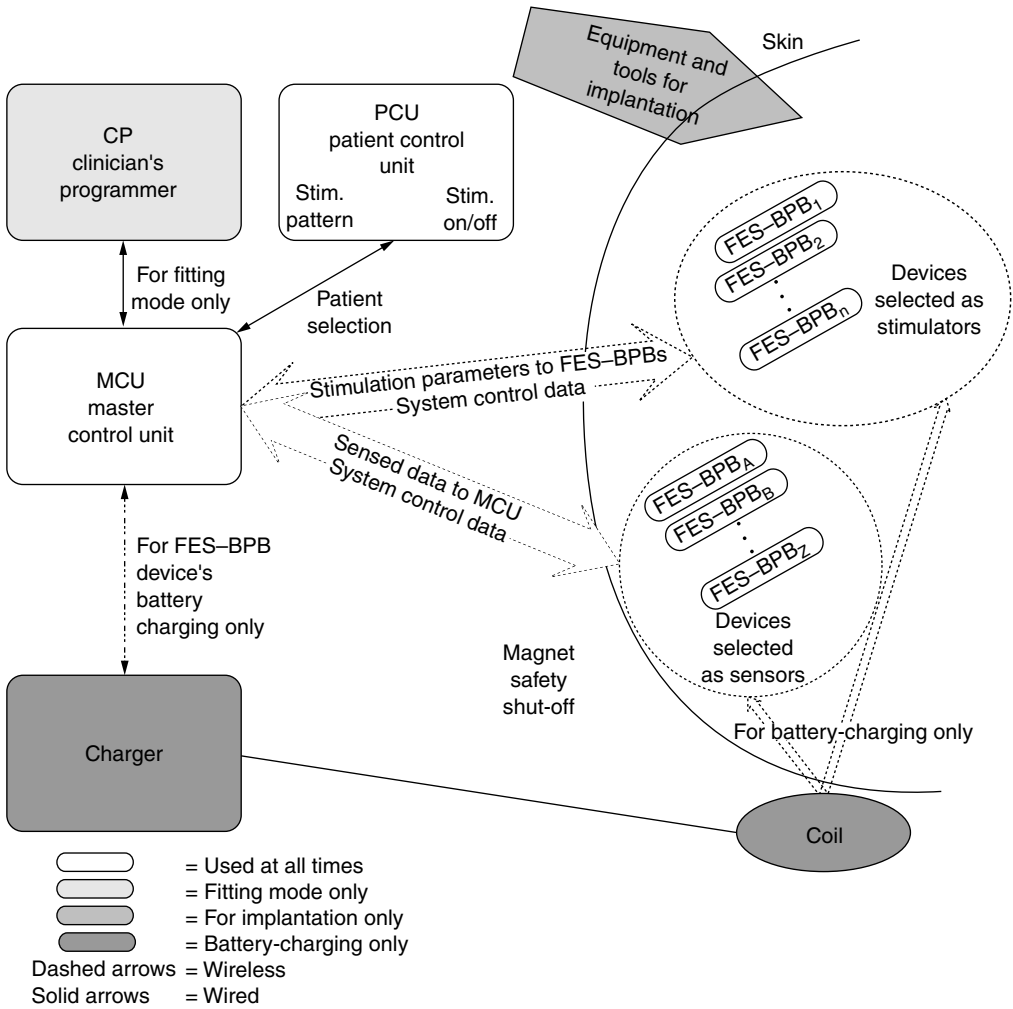 Equipment and
tools for
implantation
Skin
CP
clinician's
programmer
PCU
patient control
unit
Stim.
pattern
Stim.
on/off
For fitting
mode only
Patient
selection
FES–BPB1
FES–BPB2
FES–BPBn
Devices
selected as
stimulators
MCU
master
control unit
Stimulation parameters to FES–BPBs
System control data
Sensed data to MCU
System control data
FES–BPBA
FES–BPBB
FES–BPBZ
Devices
selected
as sensors
For FES–BPB
device's
battery
charging only
Magnet
safety
shut-off
For battery-charging only
Charger
Coil
= Used at all times
= Fitting mode only
= For implantation only
= Battery-charging only
Dashed arrows = Wireless
Solid arrows = Wired